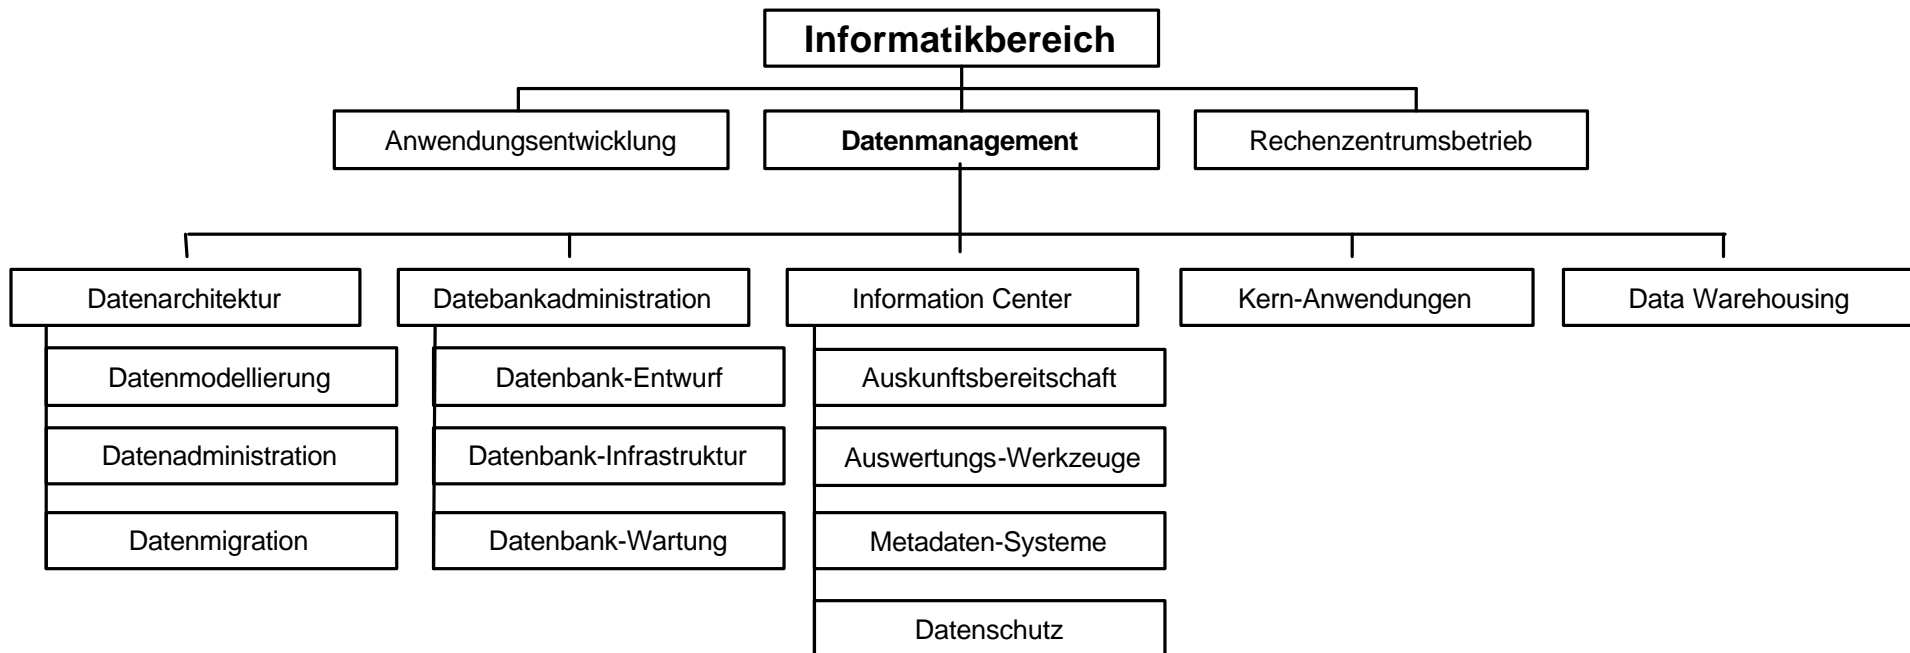 Informatikbereich
Anwendungsentwicklung
Datenmanagement
Rechenzentrumsbetrieb
Datenarchitektur
Datebankadministration
Information Center
Kern-Anwendungen
Data Warehousing
Datenmodellierung
Datenbank-Entwurf
Auskunftsbereitschaft
Datenadministration
Datenbank-Infrastruktur
Auswertungs-Werkzeuge
Datenmigration
Datenbank-Wartung
Metadaten-Systeme
Datenschutz